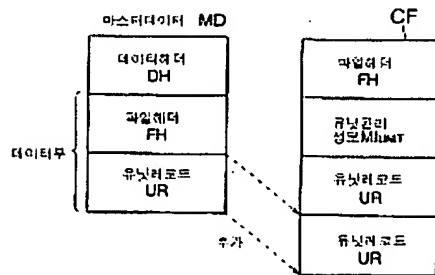 마스터데이터 MD
데이터헤더
DH
파일헤더
FH
유닛레코드
UR
데이터부
추가
CF
파일헤더
FH
유닛관리
정보MIUNIT
유닛레코드
UR
유닛레코드
UR